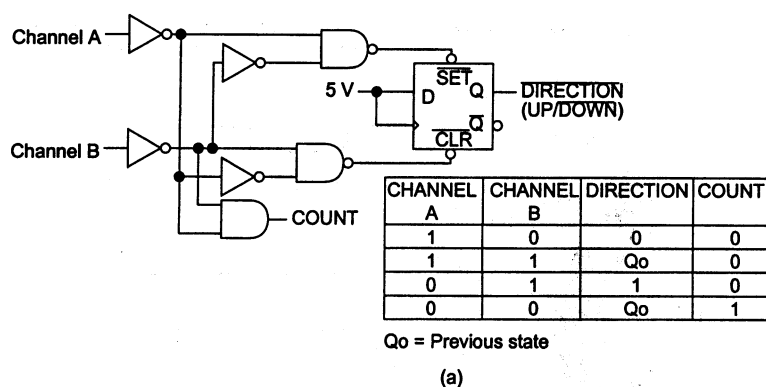 Channel A
5 V
SET
D
Q
DIRECTION
(UP/DOWN)
Q
CLR
Channel B
COUNT
CHANNEL A CHANNEL B DIRECTION COUNT
1 0 0 0
1 1 Qo 0
0 1 1 0
0 0 Qo 1
Qo = Previous state
(a)